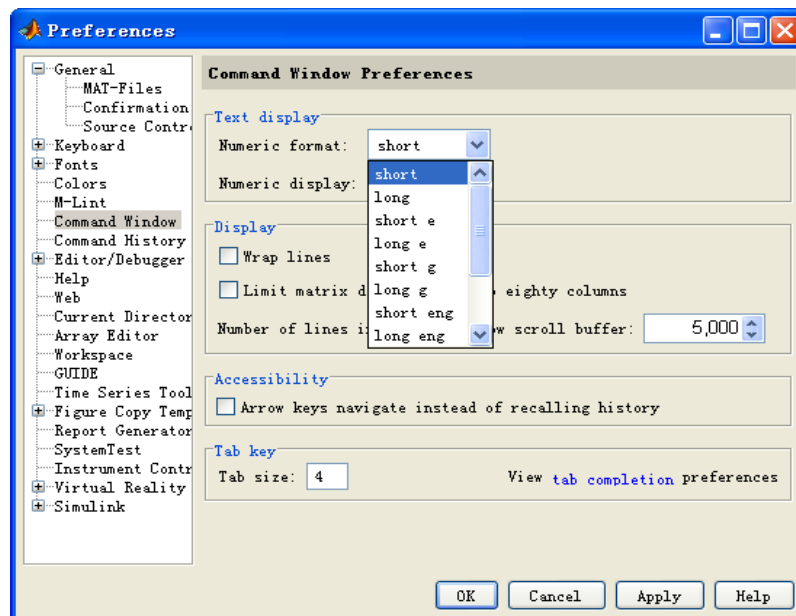 Preferences
General
MAT-Files
Confirmation
Source Contr
Keyboard
Fonts
Colors
M-Lint
Command Window
Command History
Editor/Debugger
Help
Web
Current Director
Array Editor
Workspace
GUIDE
Time Series Tool
Figure Copy Temp
Report Generator
SystemTest
Instrument Contr
Virtual Reality
Simulink
Command Window Preferences
Text display
Numeric format: short
Numeric display:
short
long
short e
long e
short g
long g
short eng
long eng
Display
Wrap lines
Limit matrix d eighty columns
Number of lines i w scroll buffer: 5,000
Accessibility
Arrow keys navigate instead of recalling history
Tab key
Tab size: 4 View tab completion preferences
OK Cancel Apply Help